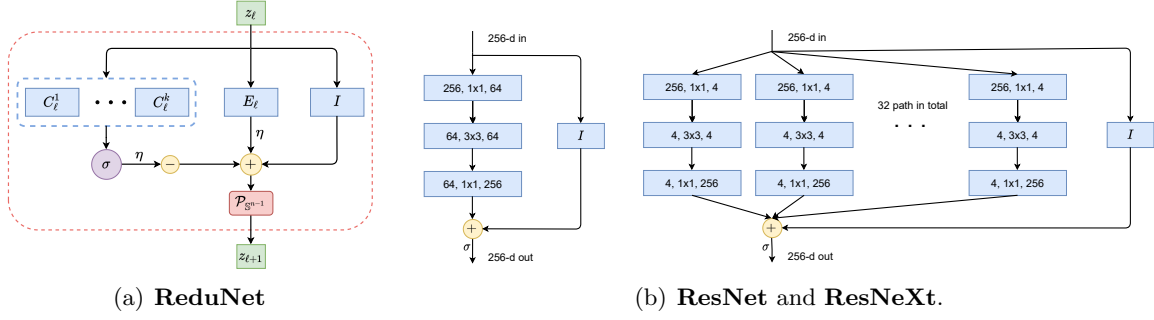 z_ℓ
C_ℓ^1 • • • C_ℓ^k E_ℓ I
η
σ η − +
P_{S^{n−1}}
z_{ℓ+1}
(a) ReduNet
256-d in
256, 1x1, 64
64, 3x3, 64 I
64, 1x1, 256
+
σ
256-d out
256-d in
256, 1x1, 4 256, 1x1, 4 256, 1x1, 4
32 path in total
4, 3x3, 4 4, 3x3, 4 • • • 4, 3x3, 4 I
4, 1x1, 256 4, 1x1, 256 4, 1x1, 256
+
σ
256-d out
(b) ResNet and ResNeXt.